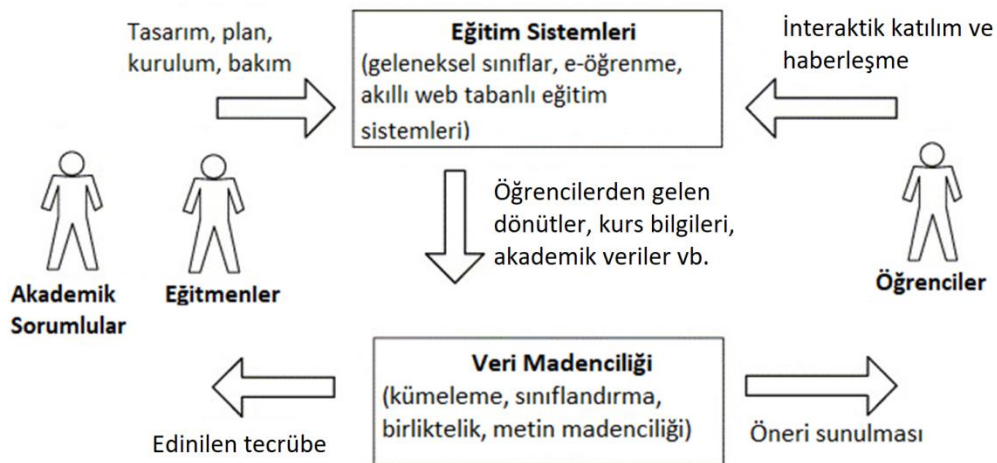 Tasarım, plan,
kurulum, bakım
Eğitim Sistemleri
(geleneksel sınıflar, e-öğrenme,
akıllı web tabanlı eğitim
sistemleri)
İnteraktik katılım ve
haberleşme
Öğrencilerden gelen
dönütler, kurs bilgileri,
akademik veriler vb.
Akademik
Sorumlular
Eğitmenler
Öğrenciler
Veri Madenciliği
(kümeleme, sınıflandırma,
birliktelik, metin madenciliği)
Edinilen tecrübe
Öneri sunulması